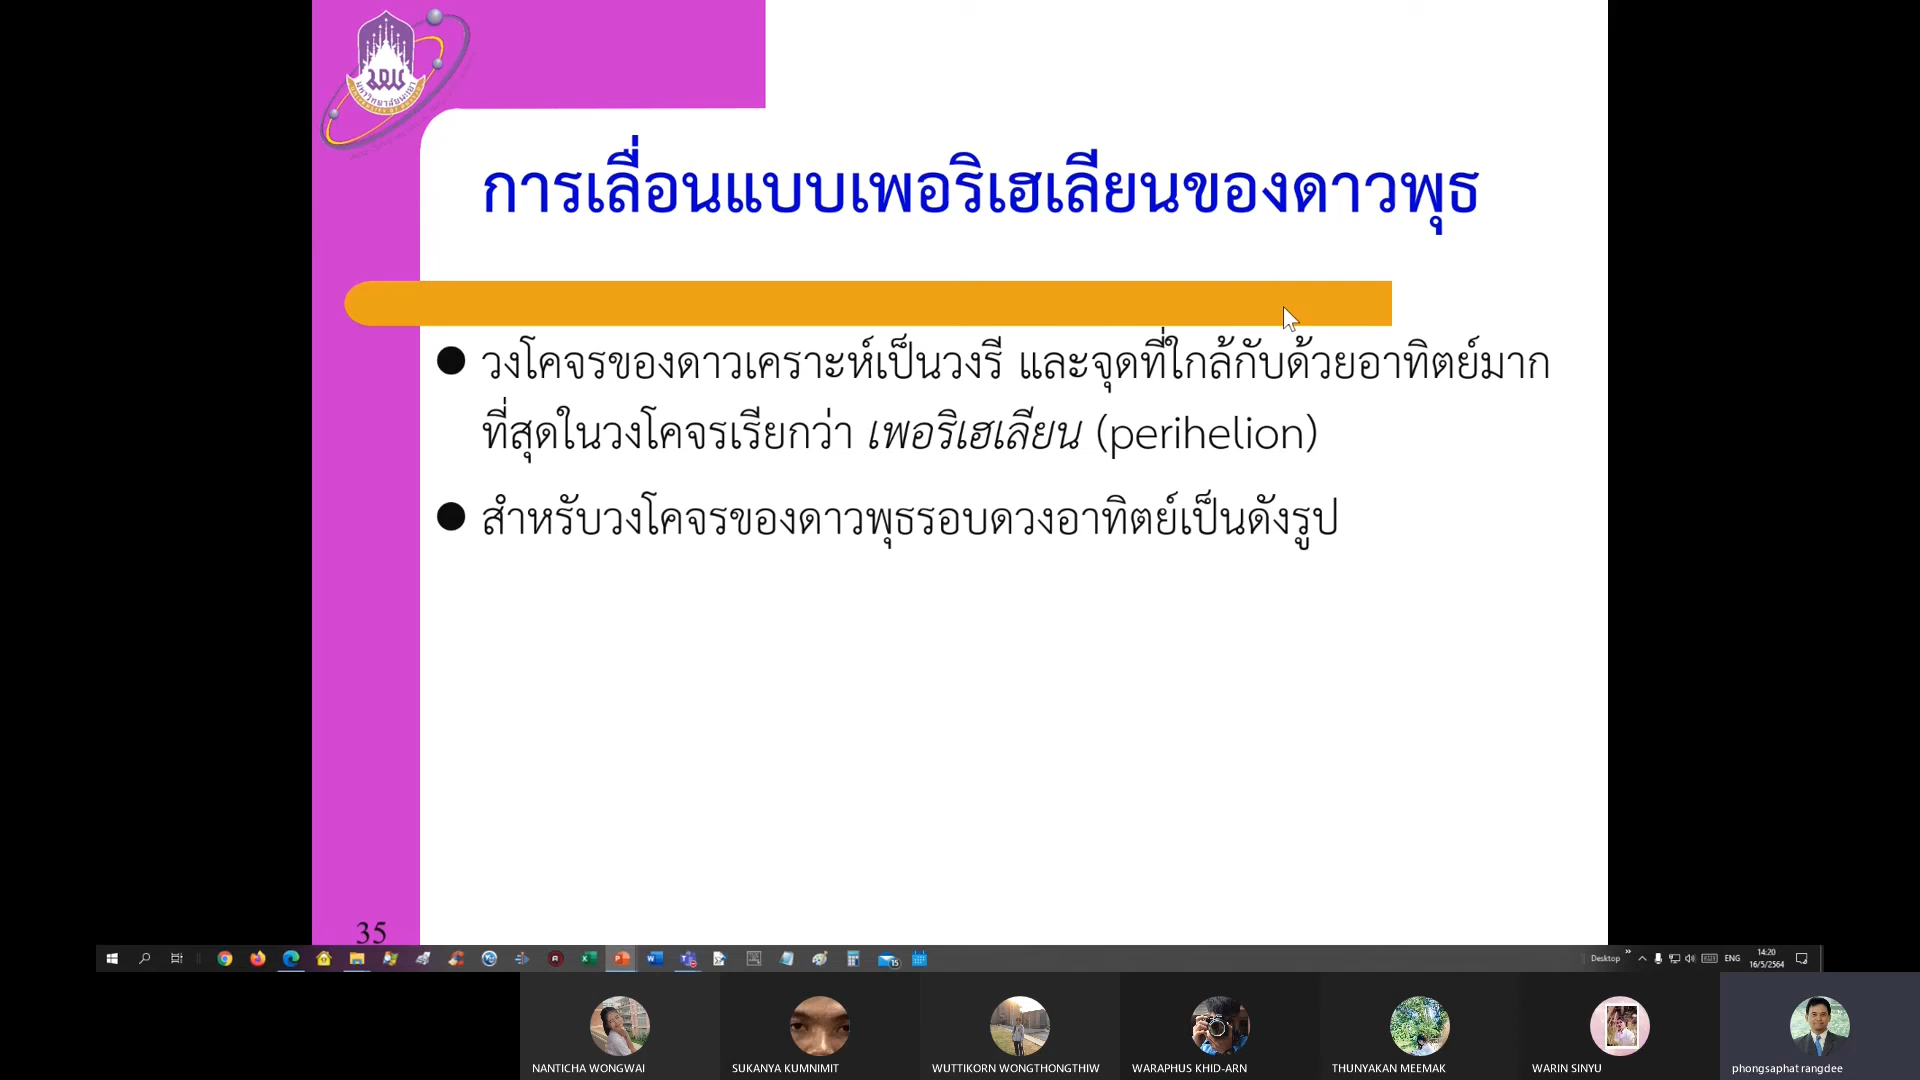 การเลื่อนแบบเพอริเฮเลียนของดาวพุธ
วงโคจรของดาวเคราะห์เป็นวงรี และจุดที่ใกล้กับด้วยอาทิตย์มาก
ที่สุดในวงโคจรเรียกว่า เพอริเฮเลียน (perihelion)
สำหรับวงโคจรของดาวพุธรอบดวงอาทิตย์เป็นดังรูป
35
Desktop
ENG
14:20
16/5/2564
15
NANTICHA WONGWAI
SUKANYA KUMNIMIT
WUTTIKORN WONGTHONGTHIW
WARAPHUS KHID-ARN
THUNYAKAN MEEMAK
WARIN SINYU
phongsaphat rangdee